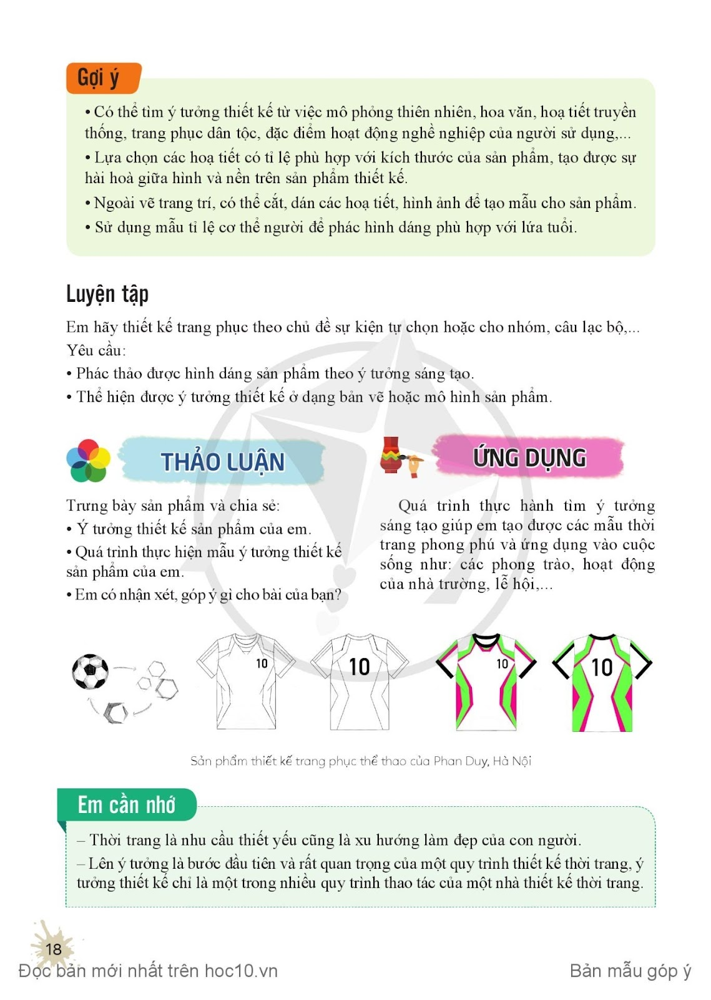 Gợi ý
• Có thể tìm ý tưởng thiết kế từ việc mô phỏng thiên nhiên, hoa văn, hoạ tiết truyền
thống, trang phục dân tộc, đặc điểm hoạt động nghề nghiệp của người sử dụng,...
• Lựa chọn các hoạ tiết có tỉ lệ phù hợp với kích thước của sản phẩm, tạo được sự
hài hoà giữa hình và nền trên sản phẩm thiết kế.
• Ngoài vẽ trang trí, có thể cắt, dán các hoạ tiết, hình ảnh để tạo mẫu cho sản phẩm.
• Sử dụng mẫu tỉ lệ cơ thể người để phác hình dáng phù hợp với lứa tuổi.
Luyện tập
Em hãy thiết kế trang phục theo chủ đề sự kiện tự chọn hoặc cho nhóm, câu lạc bộ,...
Yêu cầu:
• Phác thảo được hình dáng sản phẩm theo ý tưởng sáng tạo.
• Thể hiện được ý tưởng thiết kế ở dạng bản vẽ hoặc mô hình sản phẩm.
THẢO LUẬN
Trưng bày sản phẩm và chia sẻ:
• Ý tưởng thiết kế sản phẩm của em.
• Quá trình thực hiện mẫu ý tưởng thiết kế
sản phẩm của em.
• Em có nhận xét, góp ý gì cho bài của bạn?
ỨNG DỤNG
Quá trình thực hành tìm ý tưởng
sáng tạo giúp em tạo được các mẫu thời
trang phong phú và ứng dụng vào cuộc
sống như: các phong trào, hoạt động
của nhà trường, lễ hội,...
10
10
10
10
Sản phẩm thiết kế trang phục thể thao của Phan Duy, Hà Nội
Em cần nhớ
– Thời trang là nhu cầu thiết yếu cũng là xu hướng làm đẹp của con người.
– Lên ý tưởng là bước đầu tiên và rất quan trọng của một quy trình thiết kế thời trang, ý
tưởng thiết kế chỉ là một trong nhiều quy trình thao tác của một nhà thiết kế thời trang.
18
Đọc bản mới nhất trên hoc10.vn
Bản mẫu góp ý